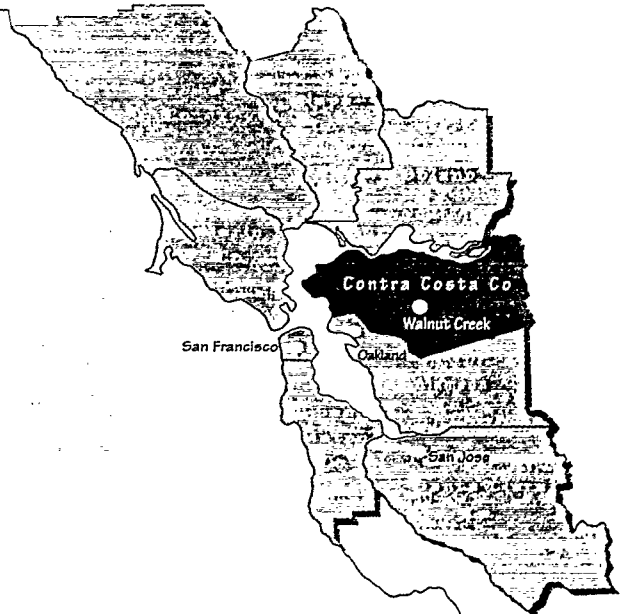 Contra Costa Co
Walnut Creek
San Francisco
Oakland
San Jose